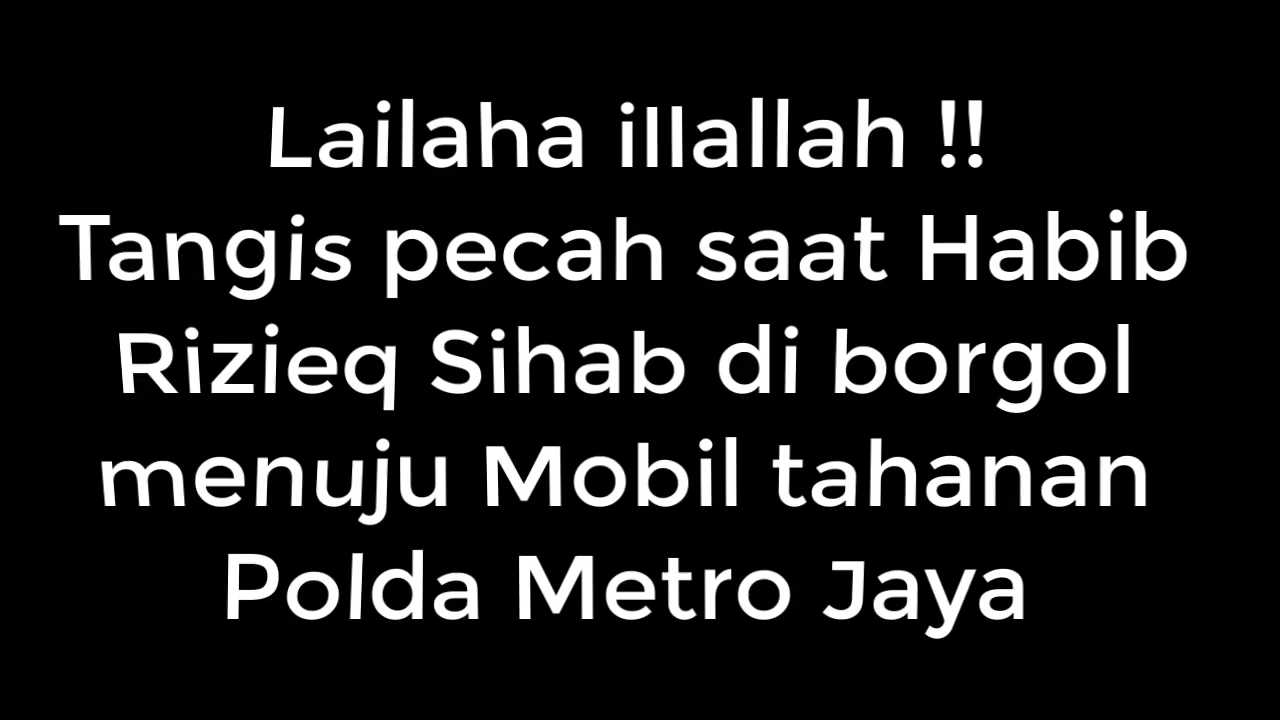 Lailaha illallah !!
Tangis pecah saat Habib
Rizieq Sihab di borgol
menuju Mobil tahanan
Polda Metro Jaya